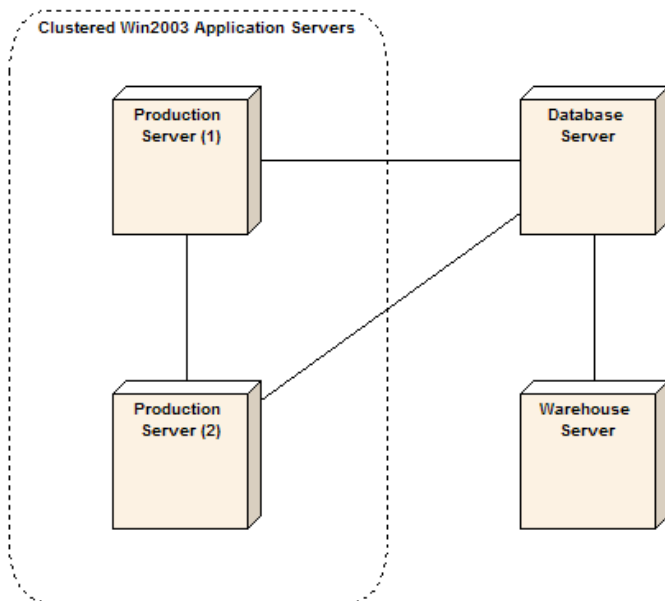 Clustered Win2003 Application Servers
Production
Server (1)
Database
Server
Production
Server (2)
Warehouse
Server